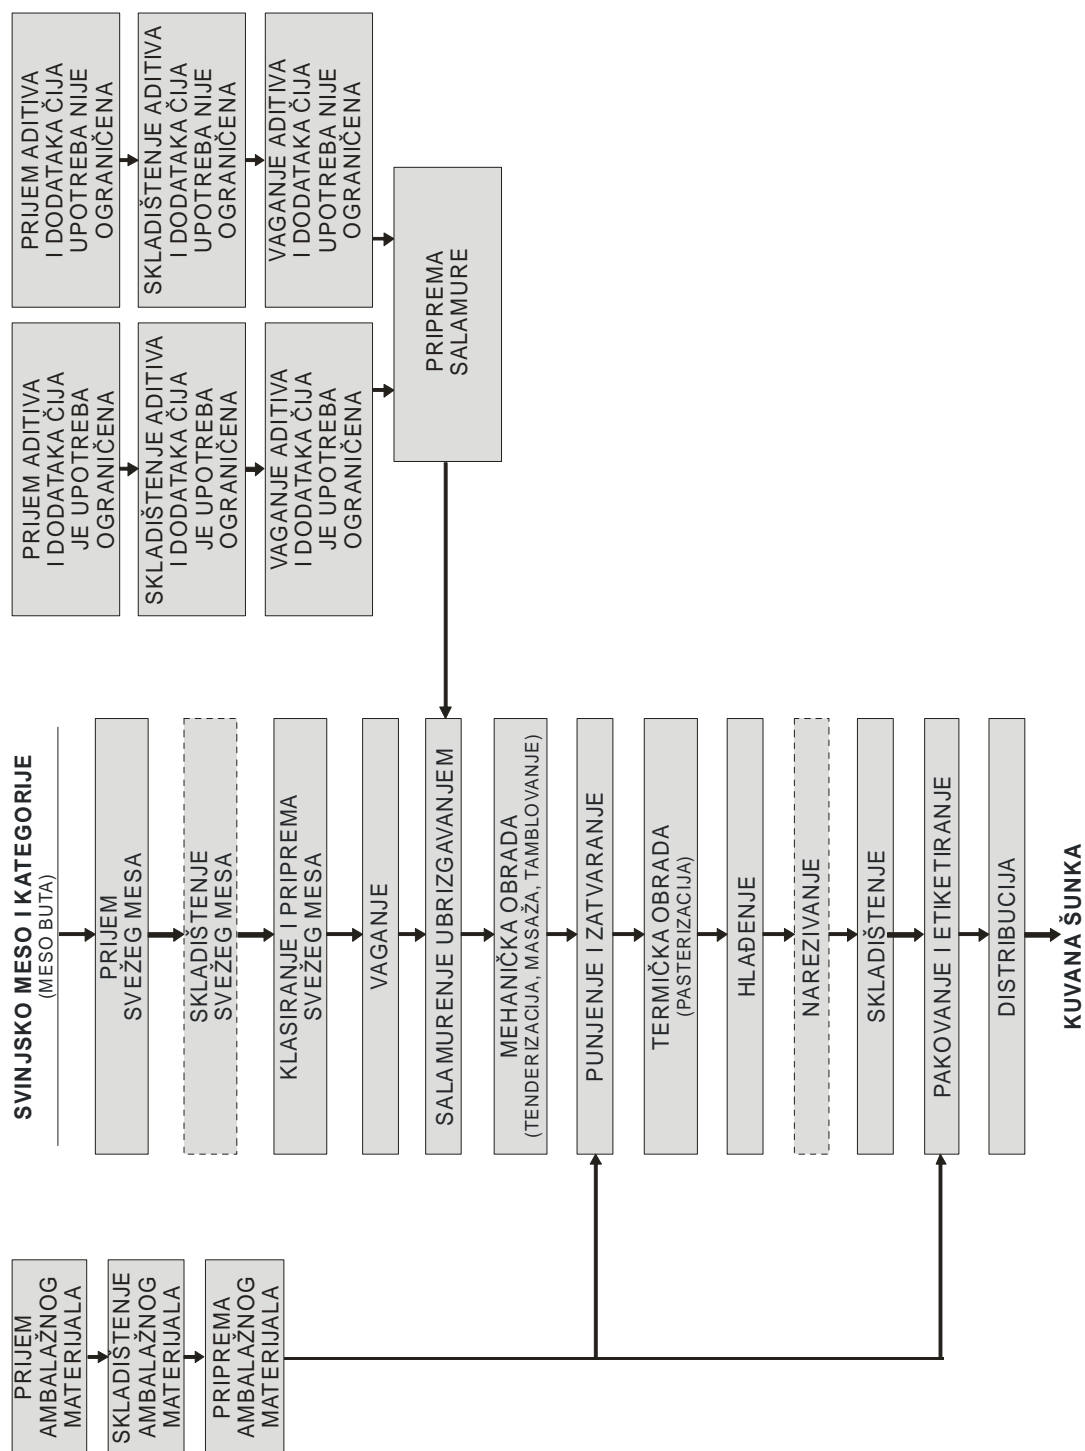 PRIJEM
AMBALAŽNOG
MATERIJALA
SKLADIŠTENJE
AMBALAŽNOG
MATERIJALA
PRIPREMA
AMBALAŽNOG
MATERIJALA
SVINJSKO MESO I KATEGORIJE
(MESO BUTA)
PRIJEM
SVEŽEG MESA
SKLADIŠTENJE
SVEŽEG MESA
KLASIRANJE I PRIPREMA
SVEŽEG MESA
VAGANJE
SALAMURENJE UBRIZGAVANJEM
MEHANIČKA OBRADA
(TENDERIZACIJA, MASAŽA, TAMBLOVANJE)
PUNJENJE I ZATVARANJE
TERMIČKA OBRADA
(PASTERIZACIJA)
HLAĐENJE
NAREZIVANJE
SKLADIŠTENJE
PAKOVANJE I ETIKETIRANJE
DISTRIBUCIJA
KUVANA ŠUNKA
PRIJEM ADITIVA
I DODATAKA ČIJA
JE UPOTREBA
OGRANIČENA
SKLADIŠTENJE ADITIVA
I DODATAKA ČIJA
JE UPOTREBA
OGRANIČENA
VAGANJE ADITIVA
I DODATAKA ČIJA
JE UPOTREBA
OGRANIČENA
PRIJEM ADITIVA
I DODATAKA ČIJA
UPOTREBA NIJE
OGRANIČENA
SKLADIŠTENJE ADITIVA
I DODATAKA ČIJA
UPOTREBA NIJE
OGRANIČENA
VAGANJE ADITIVA
I DODATAKA ČIJA
UPOTREBA NIJE
OGRANIČENA
PRIPREMA
SALAMURE